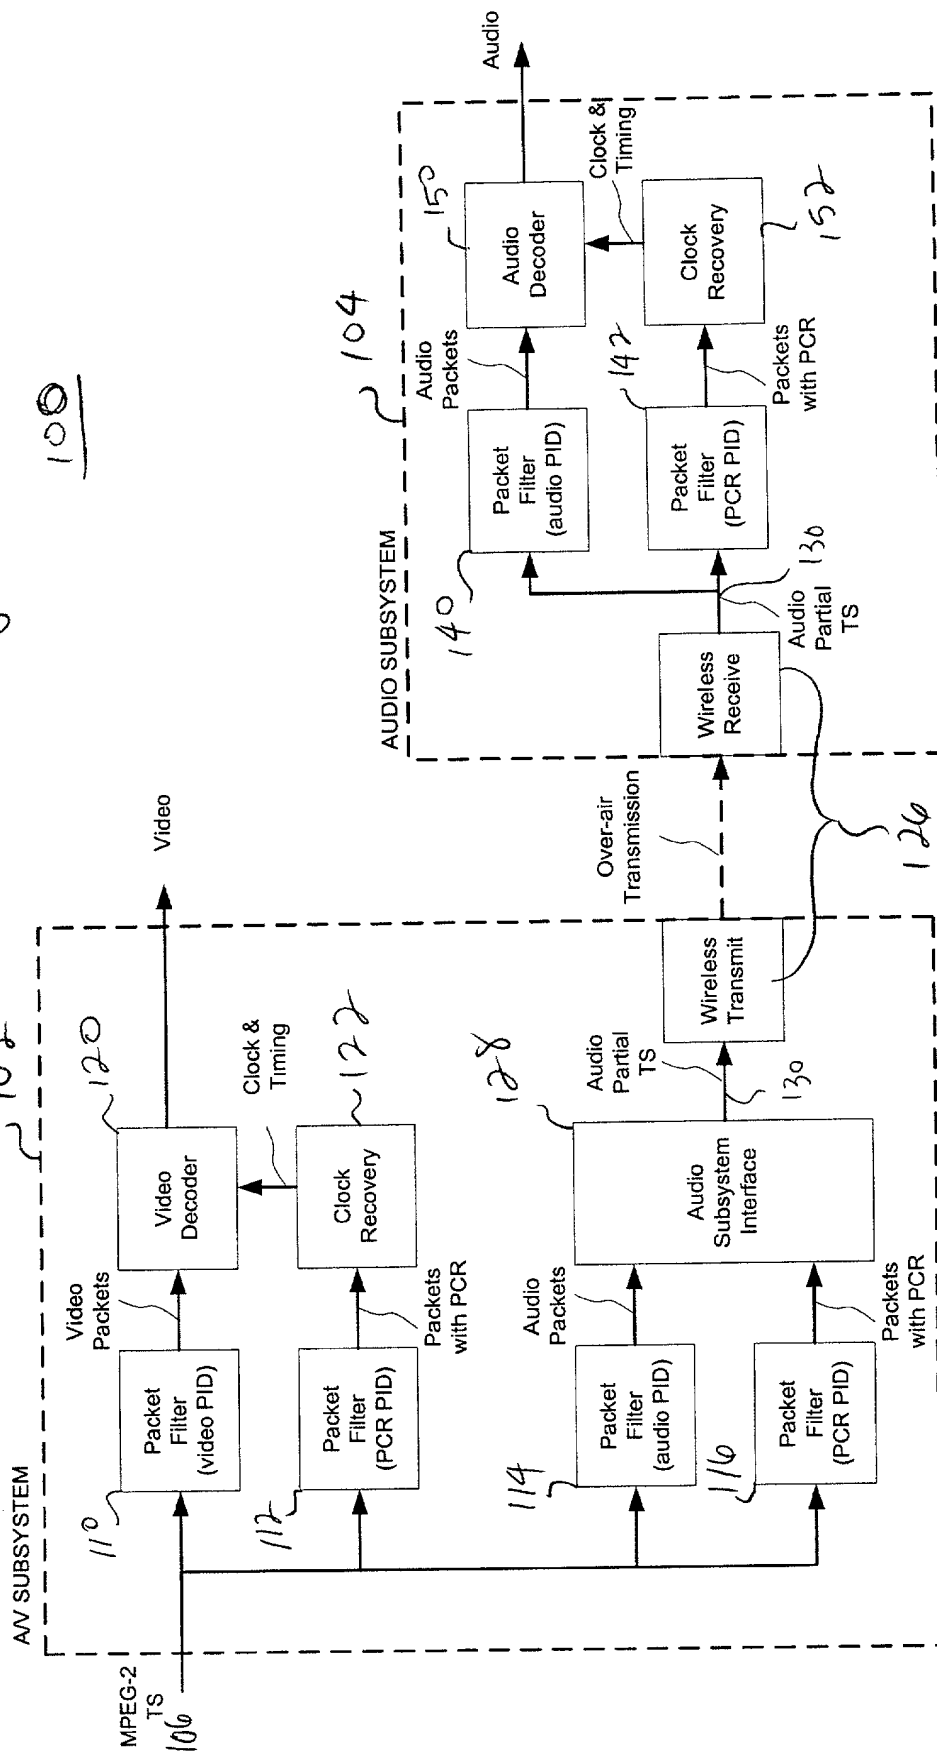 100
102
A/V SUBSYSTEM
MPEG-2
TS
106
110
Packet
Filter
(video PID)
Video
Packets
120
Video
Decoder
Video
112
Packet
Filter
(PCR PID)
Packets
with PCR
Clock
Recovery
122
Clock &
Timing
114
Packet
Filter
(audio PID)
Audio
Packets
116
Packet
Filter
(PCR PID)
Packets
with PCR
128
Audio
Subsystem
Interface
Audio
Partial
TS
130
Wireless
Transmit
Over-air
Transmission
126
AUDIO SUBSYSTEM
104
Wireless
Receive
Audio
Partial
TS
130
140
Packet
Filter
(audio PID)
Audio
Packets
150
Audio
Decoder
Audio
142
Packet
Filter
(PCR PID)
Packets
with PCR
Clock
Recovery
152
Clock &
Timing